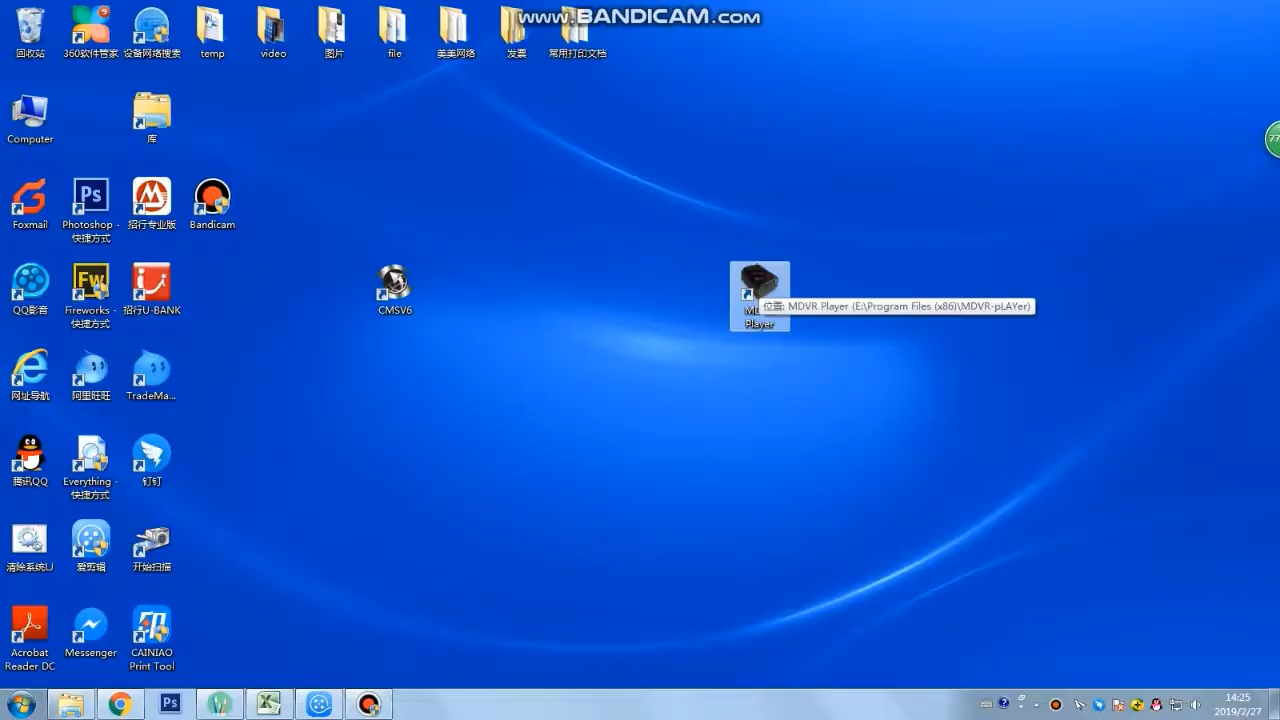 www.BANDICAM.com
回收站
9
360软件管家
设备网络搜索
temp
video
图片
file
美美网络
发票
常用打印文档
Computer
库
77
Foxmail
Ps
Photoshop -
快捷方式
招行专业版
Bandicam
QQ影音
Fw
Fireworks -
快捷方式
招行U-BANK
CMSV6
Player
位置: MDVR Player (E:\Program Files (x86)\MDVR-pLAYer)
网址导航
阿里旺旺
TradeMa...
腾讯QQ
Everything -
快捷方式
钉钉
清除系统LJ
爱剪辑
开始扫描
Acrobat
Reader DC
Messenger
CAINIAO
Print Tool
Ps
14:25
2019/2/27